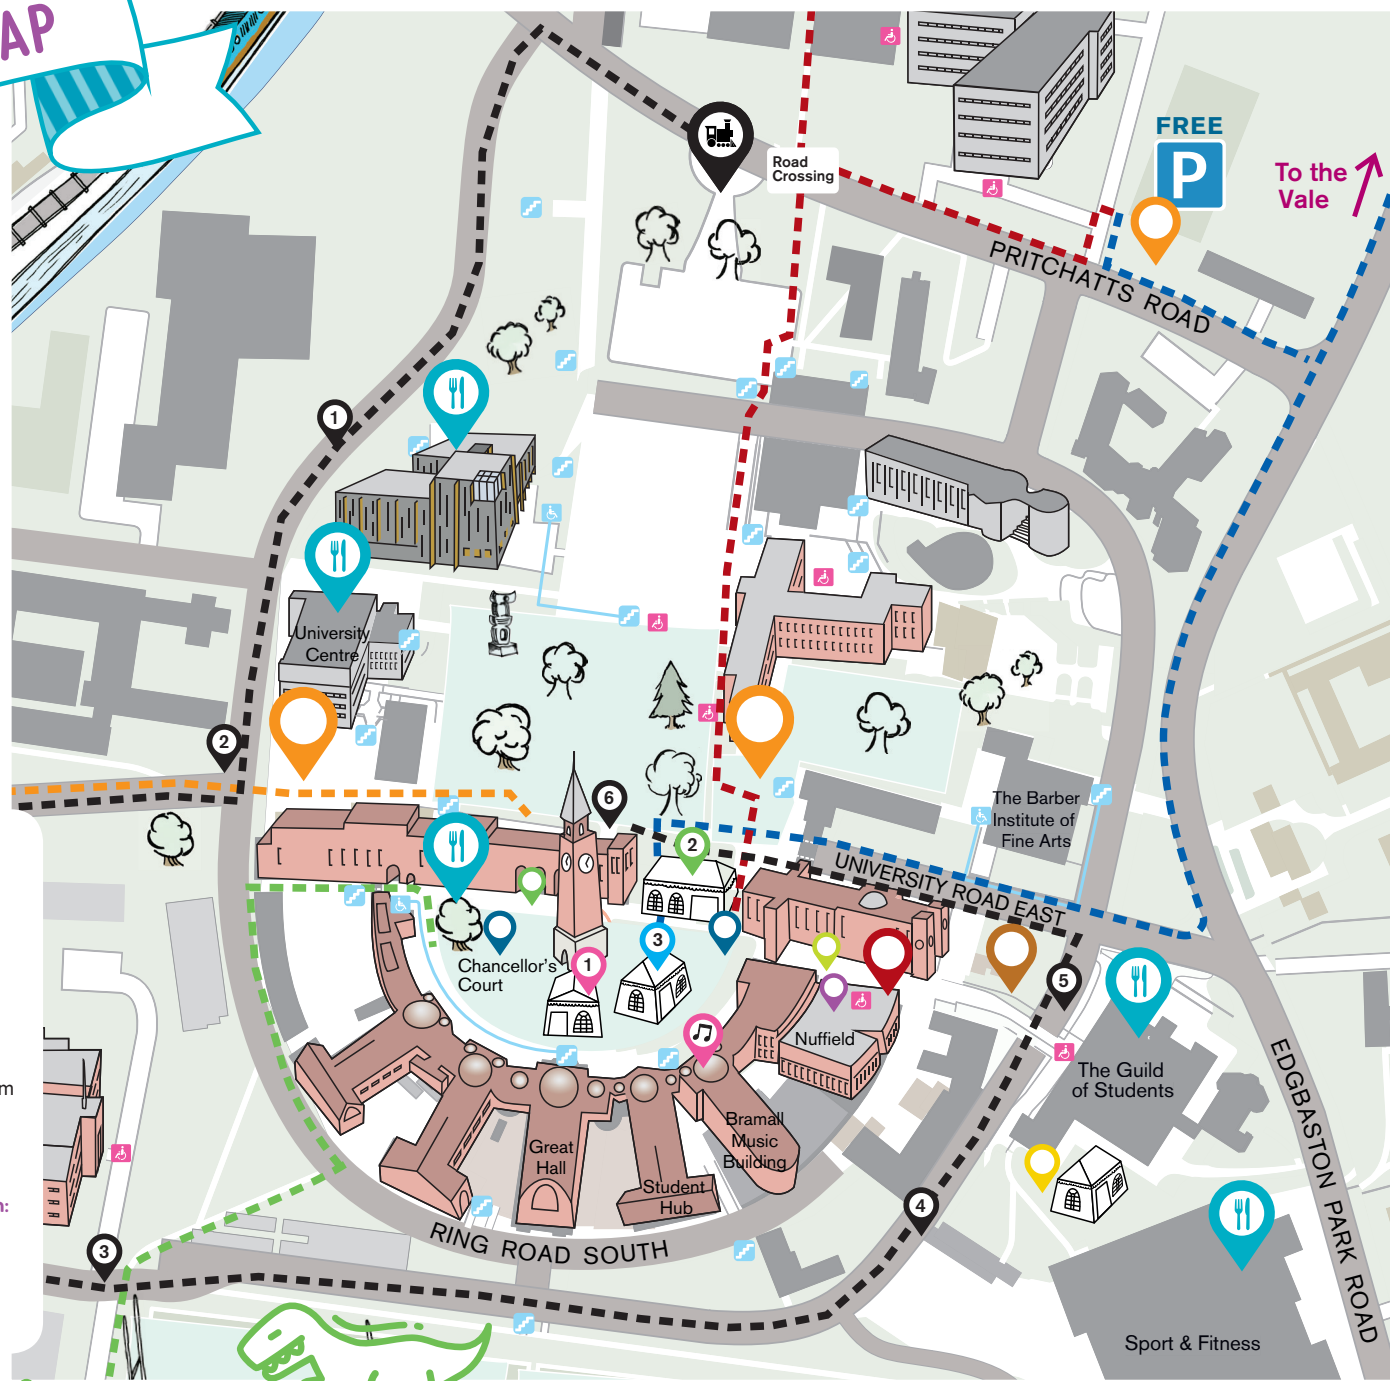 AP
FREE
P
To the
Vale
Road
Crossing
PRITCHATTS ROAD
1
University
Centre
2
6
2
The Barber
Institute of
Fine Arts
UNIVERSITY ROAD EAST
3
1
Chancellor's
Court
5
Nuffield
The Guild
of Students
m
Great
Hall
Bramall
Music
Building
Student
Hub
n:
4
3
RING ROAD SOUTH
EDGBASTON PARK ROAD
Sport & Fitness